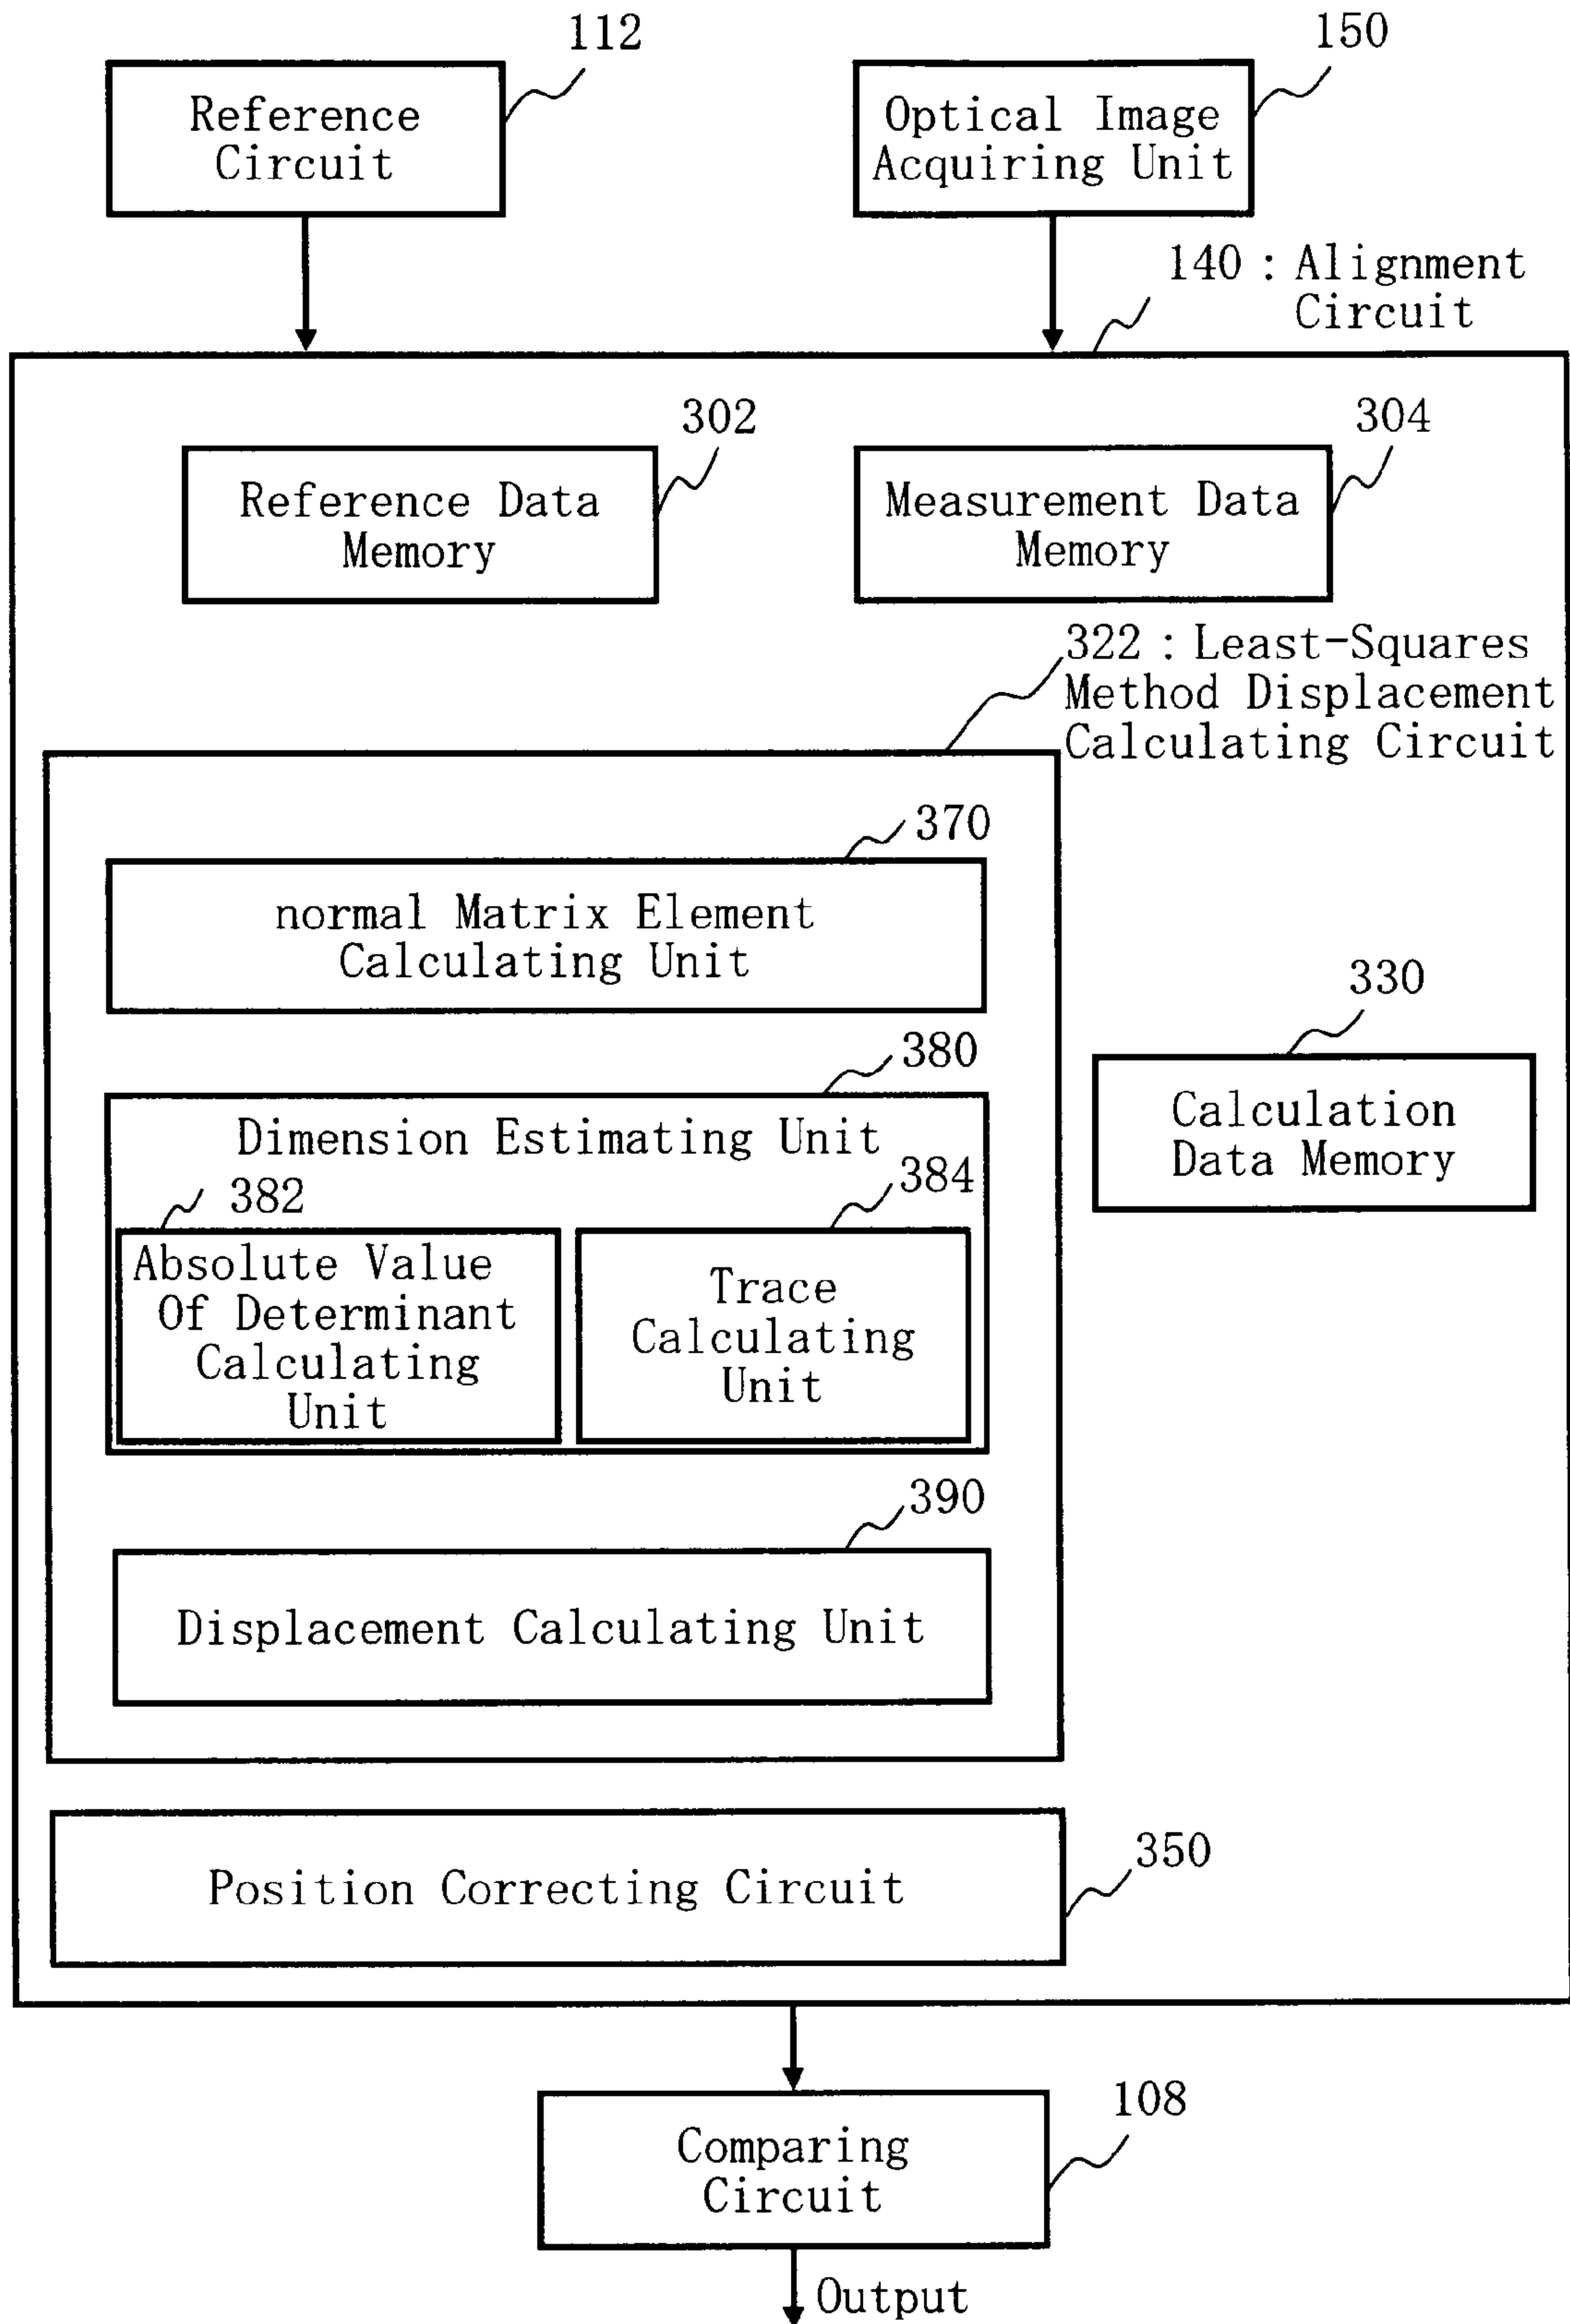 112
Reference
Circuit
150
Optical Image
Acquiring Unit
140 : Alignment
Circuit
302
Reference Data
Memory
304
Measurement Data
Memory
322 : Least-Squares
Method Displacement
Calculating Circuit
370
normal Matrix Element
Calculating Unit
330
Calculation
Data Memory
380
Dimension Estimating Unit
382
Absolute Value
Of Determinant
Calculating
Unit
384
Trace
Calculating
Unit
390
Displacement Calculating Unit
350
Position Correcting Circuit
108
Comparing
Circuit
Output